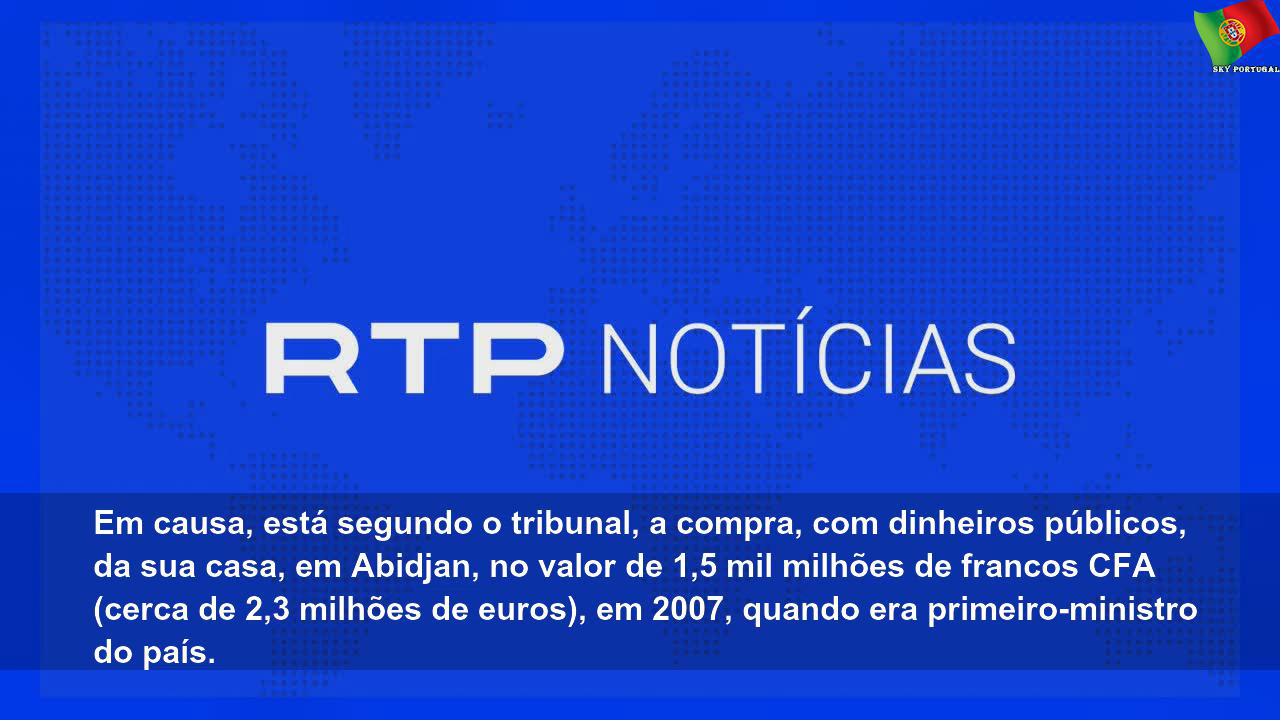 SKY PORTUGAL
RTP NOTÍCIAS
Em causa, está segundo o tribunal, a compra, com dinheiros públicos,
da sua casa, em Abidjan, no valor de 1,5 mil milhões de francos CFA
(cerca de 2,3 milhões de euros), em 2007, quando era primeiro-ministro
do país.